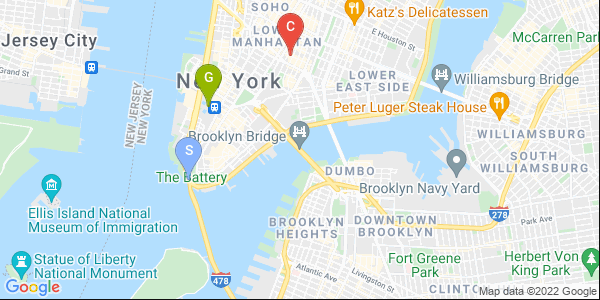 SOHO
LOWER
MANHATTAN
C
Katz's Delicatessen
E Houston St
McCarren Park
Jersey City
Grand St
NEW JERSEY
NEW YORK
New York
G
LOWER
EAST SIDE
Williamsburg Bridge
Peter Luger Steak House
WILLIAMSBURG
Brooklyn Bridge
SOUTH
WILLIAMSBURG
S
The Battery
DUMBO
Brooklyn Navy Yard
Ellis Island National
Museum of Immigration
BROOKLYN
HEIGHTS
DOWNTOWN
BROOKLYN
278
Park Ave
Statue of Liberty
National Monument
478
Fort Greene
Park
Herbert Von
King Park
Atlantic Ave
Livingston St
CLINTO
Google
Map data ©2022 Google